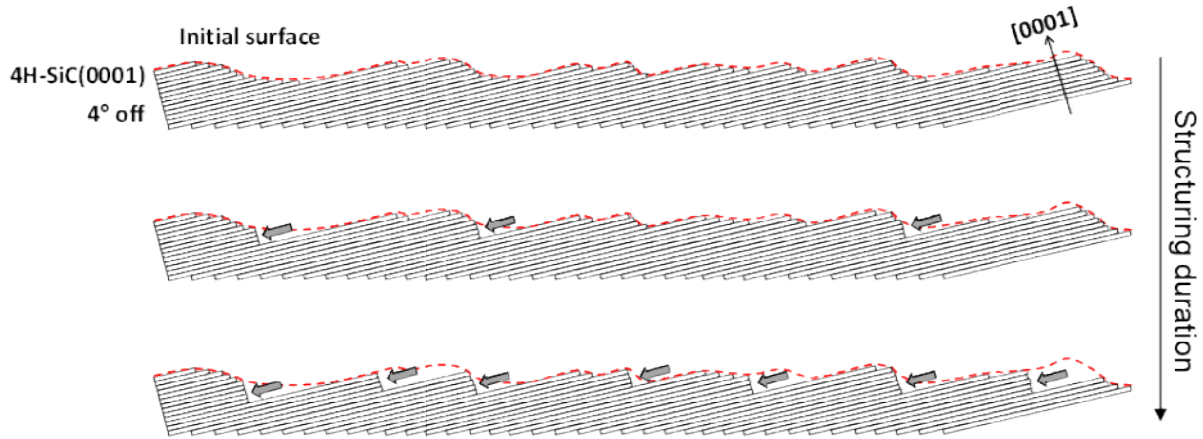 Initial surface
[0001]
4H-SiC(0001)
4° off
Structuring duration